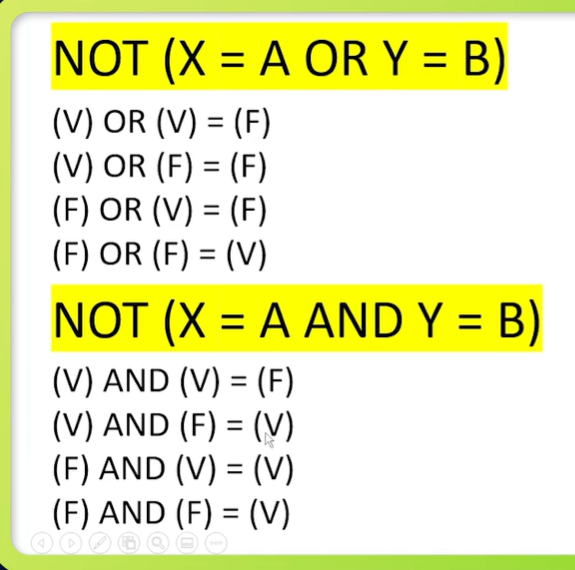 NOT (X = A OR Y = B)
(V) OR (V) = (F)
(V) OR (F) = (F)
(F) OR (V) = (F)
(F) OR (F) = (V)
NOT (X = A AND Y = B)
(V) AND (V) = (F)
(V) AND (F) = (V)
(F) AND (V) = (V)
(F) AND (F) = (V)